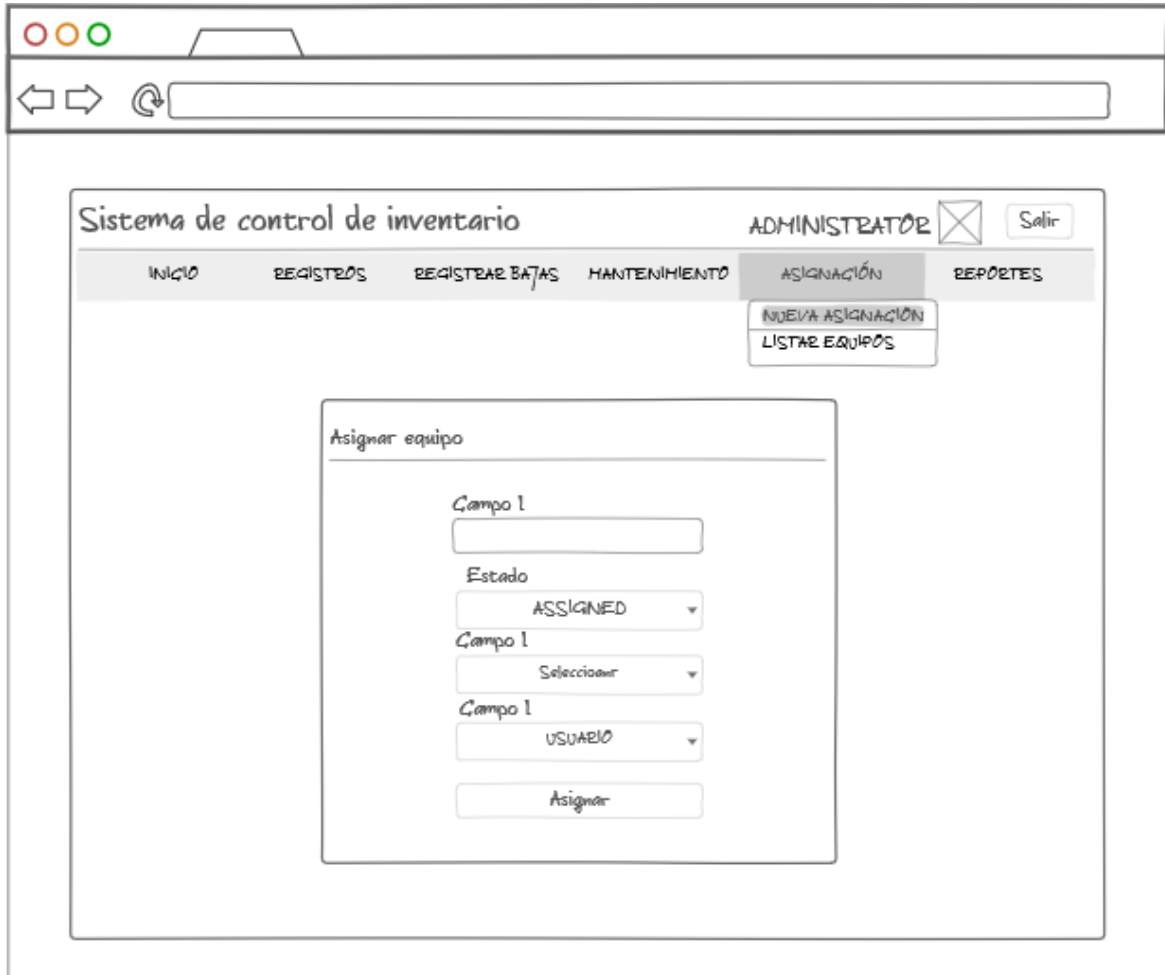 Sistema de control de inventario
ADMINISTRATOR
Salir
INICIO REGISTROS REGISTRAR BAJAS MANTENIMIENTO ASIGNACIÓN REPORTES
NUEVA ASIGNACIÓN
LISTAR EQUIPOS
Asignar equipo
Campo 1
Estado
ASSIGNED
Campo 1
Seleccioanr
Campo 1
USUARIO
Asignar